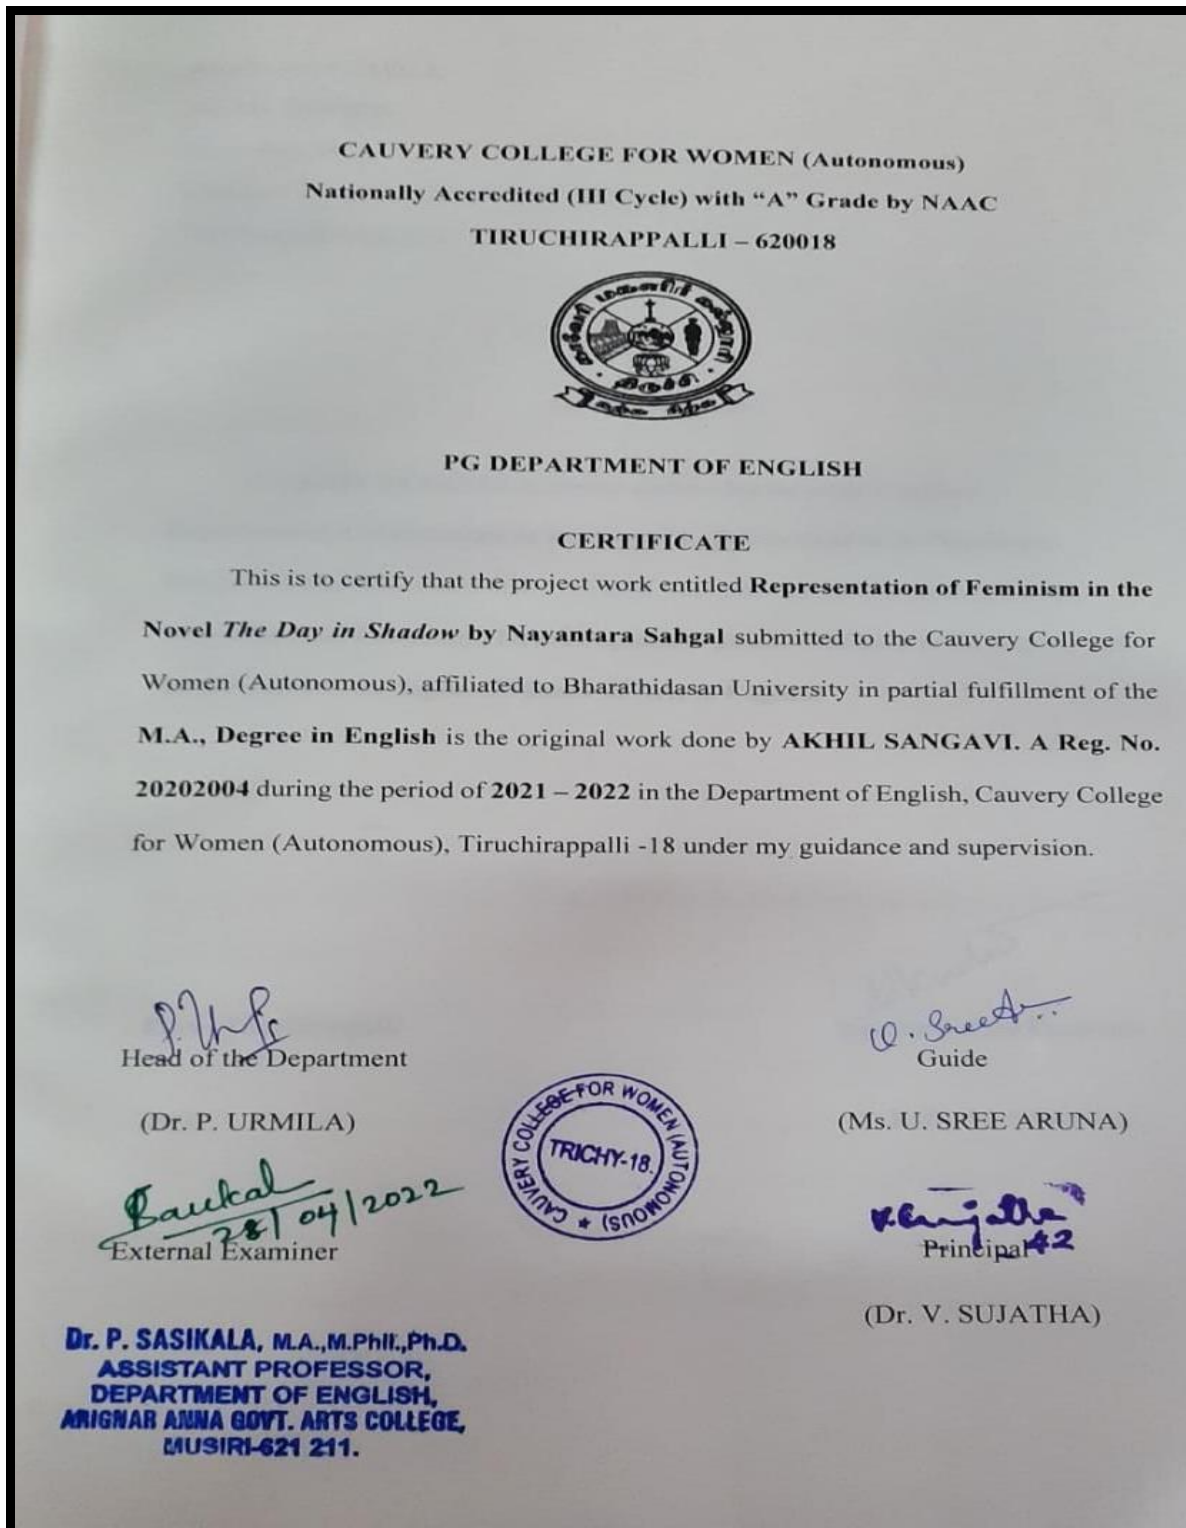 CAUVERY COLLEGE FOR WOMEN (Autonomous)
Nationally Accredited (III Cycle) with “A” Grade by NAAC
TIRUCHIRAPPALLI – 620018
காவேரி மகளிர் கல்லூரி
திருச்சி
PG DEPARTMENT OF ENGLISH
CERTIFICATE
This is to certify that the project work entitled Representation of Feminism in the
Novel The Day in Shadow by Nayantara Sahgal submitted to the Cauvery College for
Women (Autonomous), affiliated to Bharathidasan University in partial fulfillment of the
M.A., Degree in English is the original work done by AKHIL SANGAVI. A Reg. No.
20202004 during the period of 2021 – 2022 in the Department of English, Cauvery College
for Women (Autonomous), Tiruchirappalli -18 under my guidance and supervision.
Head of the Department
Guide
(Dr. P. URMILA)
(Ms. U. SREE ARUNA)
CAUVERY COLLEGE FOR WOMEN (AUTONOMOUS) ★
TRICHY-18.
28/04/2022
External Examiner
Principal
(Dr. V. SUJATHA)
Dr. P. SASIKALA, M.A.,M.Phil.,Ph.D.
ASSISTANT PROFESSOR,
DEPARTMENT OF ENGLISH,
ARIGNAR ANNA GOVT. ARTS COLLEGE,
MUSIRI-621 211.